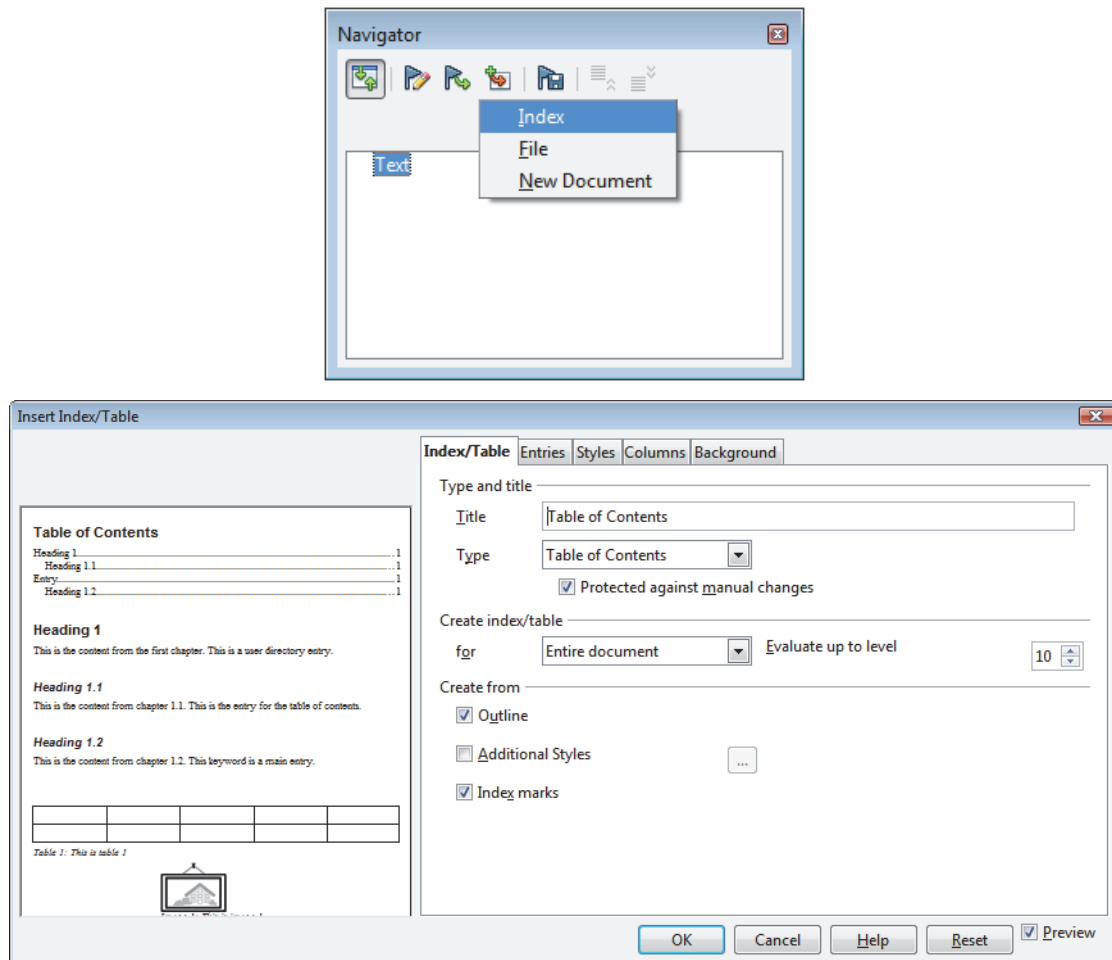 Navigator
Index
File
New Document
Text
Insert Index/Table
Index/Table Entries Styles Columns Background
Type and title
Title Table of Contents
Type Table of Contents
Protected against manual changes
Create index/table
for Entire document Evaluate up to level 10
Create from
Outline
Additional Styles ...
Index marks
Table of Contents
Heading 1 1
Heading 1.1 1
Entry 1
Heading 1.2 1
Heading 1
This is the content from the first chapter. This is a user directory entry.
Heading 1.1
This is the content from chapter 1.1. This is the entry for the table of contents.
Heading 1.2
This is the content from chapter 1.2. This keyword is a main entry.
Table 1: This is table 1
OK Cancel Help Reset Preview